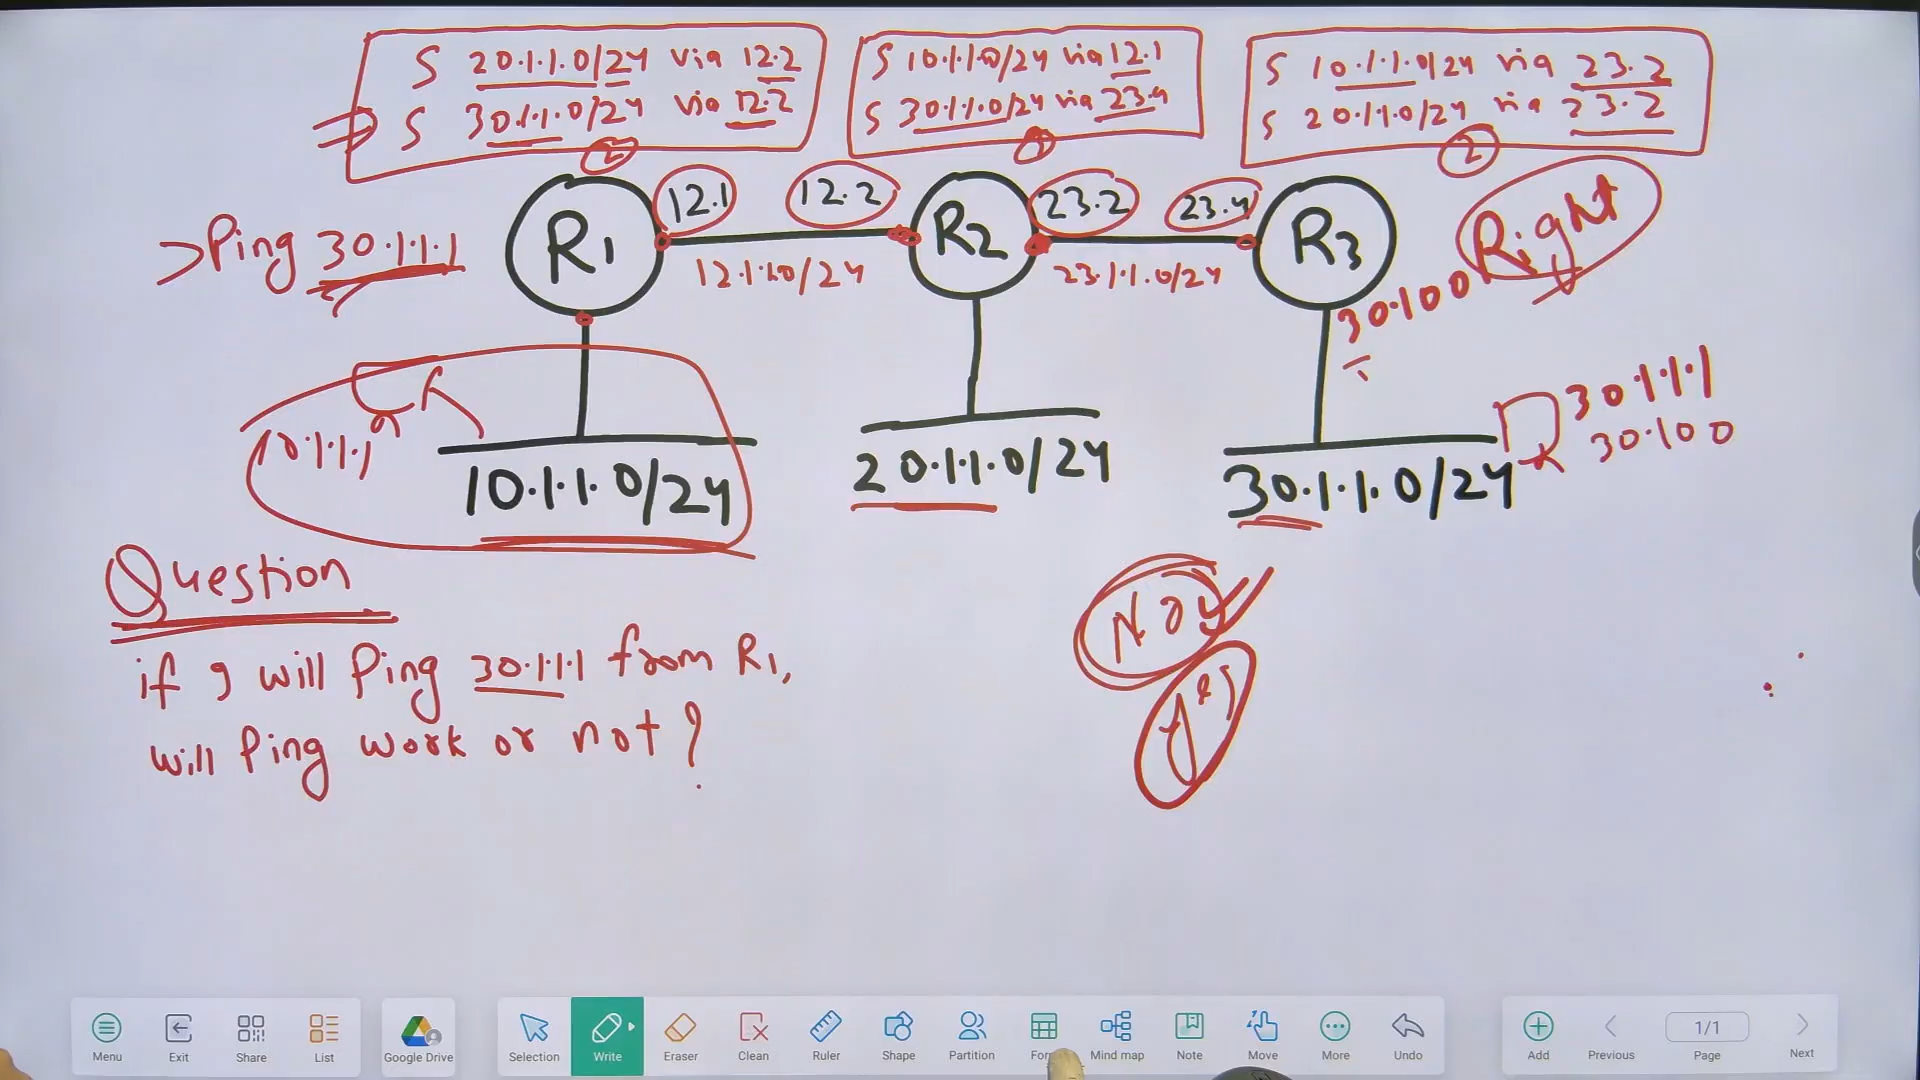 S 20.1.1.0/24 via 12.2
S 30.1.1.0/24 via 12.2
2
S 10.1.1.0/24 via 12.1
S 30.1.1.0/24 via 23.4
S 10.1.1.0/24 via 23.2
S 20.1.1.0/24 via 23.2
2
12.1
12.2
23.2
23.4
R1
R2
R3
>Ping 30.1.1.1
12.1.1.0/24
23.1.1.0/24
Right
30.100
30.1.1.1
30.100
10.1.1.1
10.1.1.0/24
20.1.1.0/24
30.1.1.0/24
Question
if I will Ping 30.1.1.1 from R1,
will Ping work or not?
Menu
Exit
Share
List
Google Drive
Selection
Write
Eraser
Clean
Ruler
Shape
Partition
Mind map
Note
Move
More
Undo
Add
Previous
1/1
Page
Next